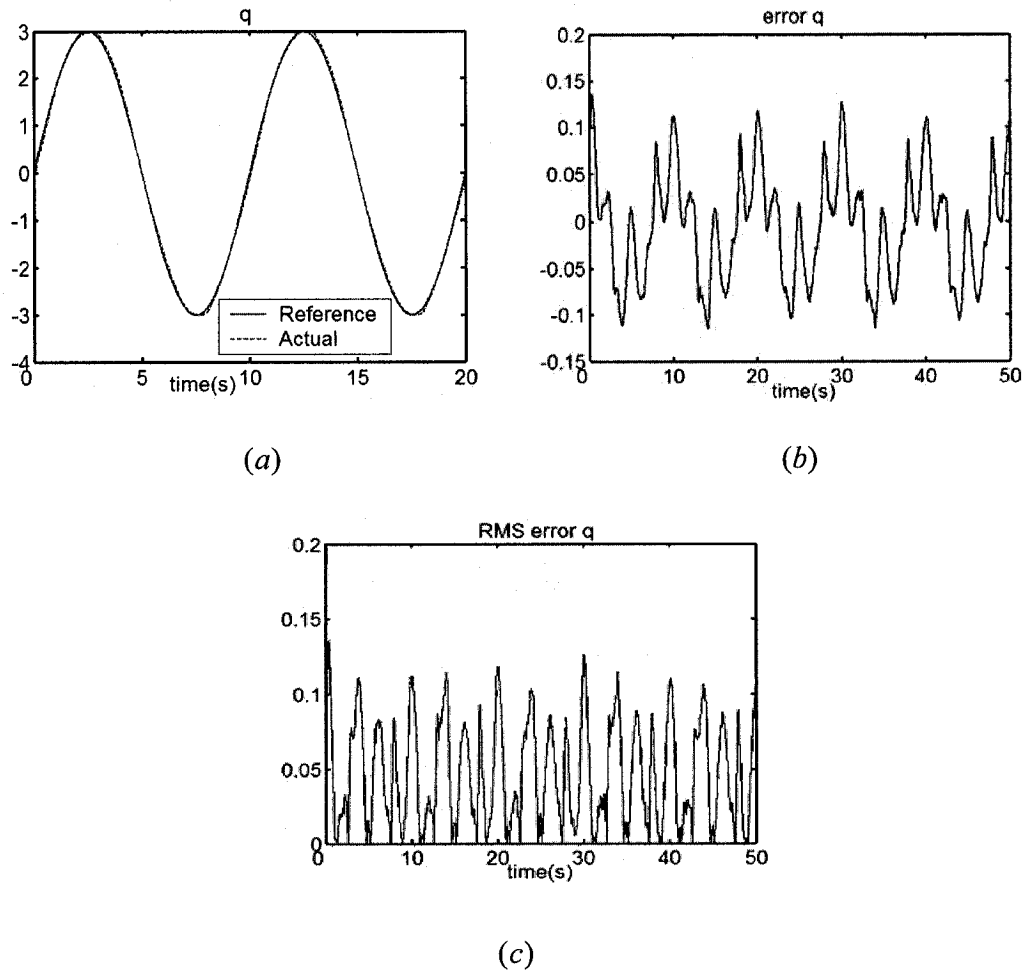 q
3
2
1
0
-1
-2
-3
-4
Reference
Actual
0 5 10 15 20
time(s)
(a)
error q
0.2
0.15
0.1
0.05
0
-0.05
-0.1
-0.15
0 10 20 30 40 50
time(s)
(b)
RMS error q
0.2
0.15
0.1
0.05
0
0 10 20 30 40 50
time(s)
(c)